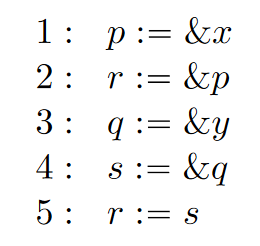 1 : p := &x
2 : r := &p
3 : q := &y
4 : s := &q
5 : r := s